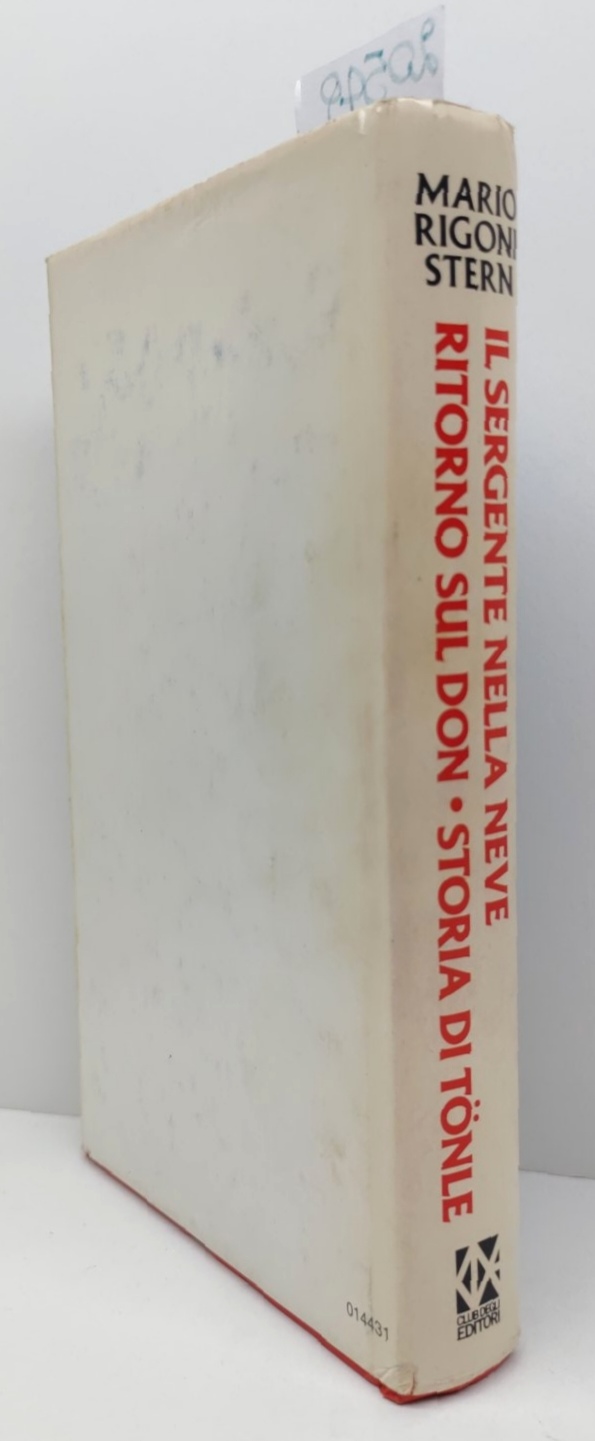 MARIO
RIGONI
STERN
IL SERGENTE NELLA NEVE
RITORNO SUL DON • STORIA DI TÖNLE
CLUB DEGLI
EDITORI
014431